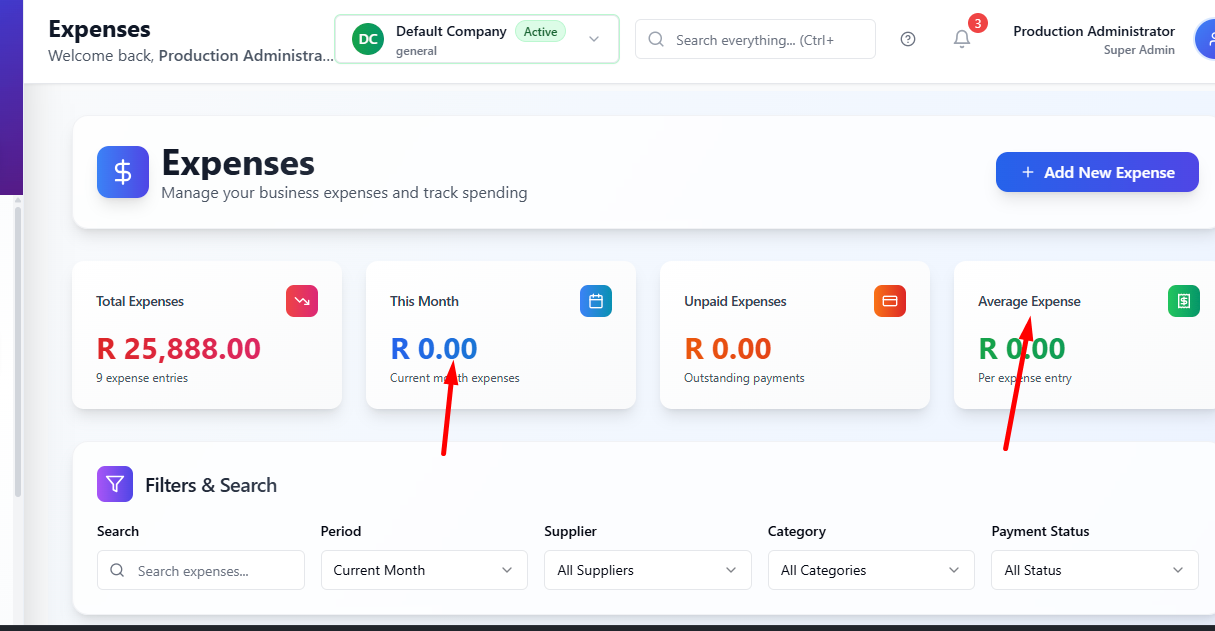 Expenses
Welcome back, Production Administra...
DC
Default Company
Active
general
Search everything... (Ctrl+
3
Production Administrator
Super Admin
Expenses
Manage your business expenses and track spending
+ Add New Expense
Total Expenses
R 25,888.00
9 expense entries
This Month
R 0.00
Current month expenses
Unpaid Expenses
R 0.00
Outstanding payments
Average Expense
R 0.00
Per expense entry
Filters & Search
Search
Search expenses...
Period
Current Month
Supplier
All Suppliers
Category
All Categories
Payment Status
All Status